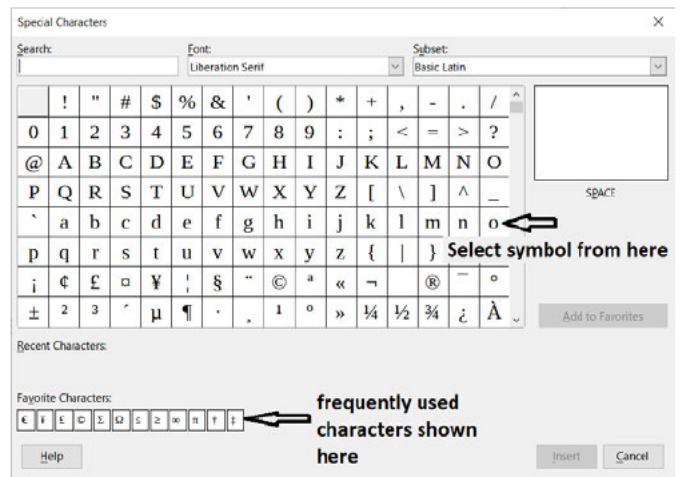 Special Characters
Search: Font: Subset:
Liberation Serif Basic Latin
! " # $ % & ' ( ) * + , - . /
0 1 2 3 4 5 6 7 8 9 : ; < = > ?
@ A B C D E F G H I J K L M N O
P Q R S T U V W X Y Z [ \ ] ^ _
SPACE
` a b c d e f g h i j k l m n o
p q r s t u v w x y z { | }
Select symbol from here
¡ ¢ £ ¤ ¥ ¦ § ¨ © ª « ¬ ® ¯ °
± ² ³ ´ µ ¶ · ¸ ¹ º » ¼ ½ ¾ ¿ À
Add to Favorites
Recent Characters:
Favorite Characters:
€ ¥ £ © Σ Ω ≤ ≥ ∞ π † ‡
frequently used
characters shown
here
Help Insert Cancel